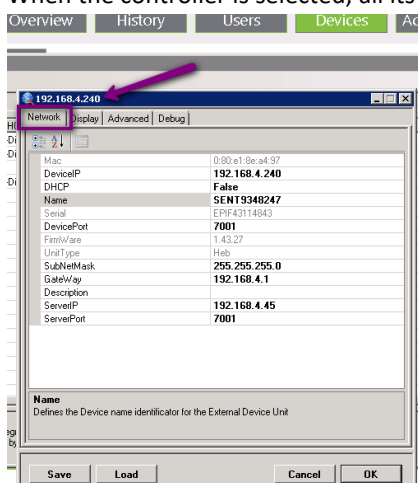 When the controller is selected, all its
Overview History Users Devices
192.168.4.240
Network Display Advanced Debug
Mac 0:80:e1:8e:a4:97
DeviceIP 192.168.4.240
DHCP False
Name SENT9348247
Serial EPIF43114843
DevicePort 7001
FirmWare 1.43.27
UnitType Heb
SubNetMask 255.255.255.0
GateWay 192.168.4.1
Description
ServerIP 192.168.4.45
ServerPort 7001
Name
Defines the Device name identificator for the External Device Unit
Save Load Cancel OK